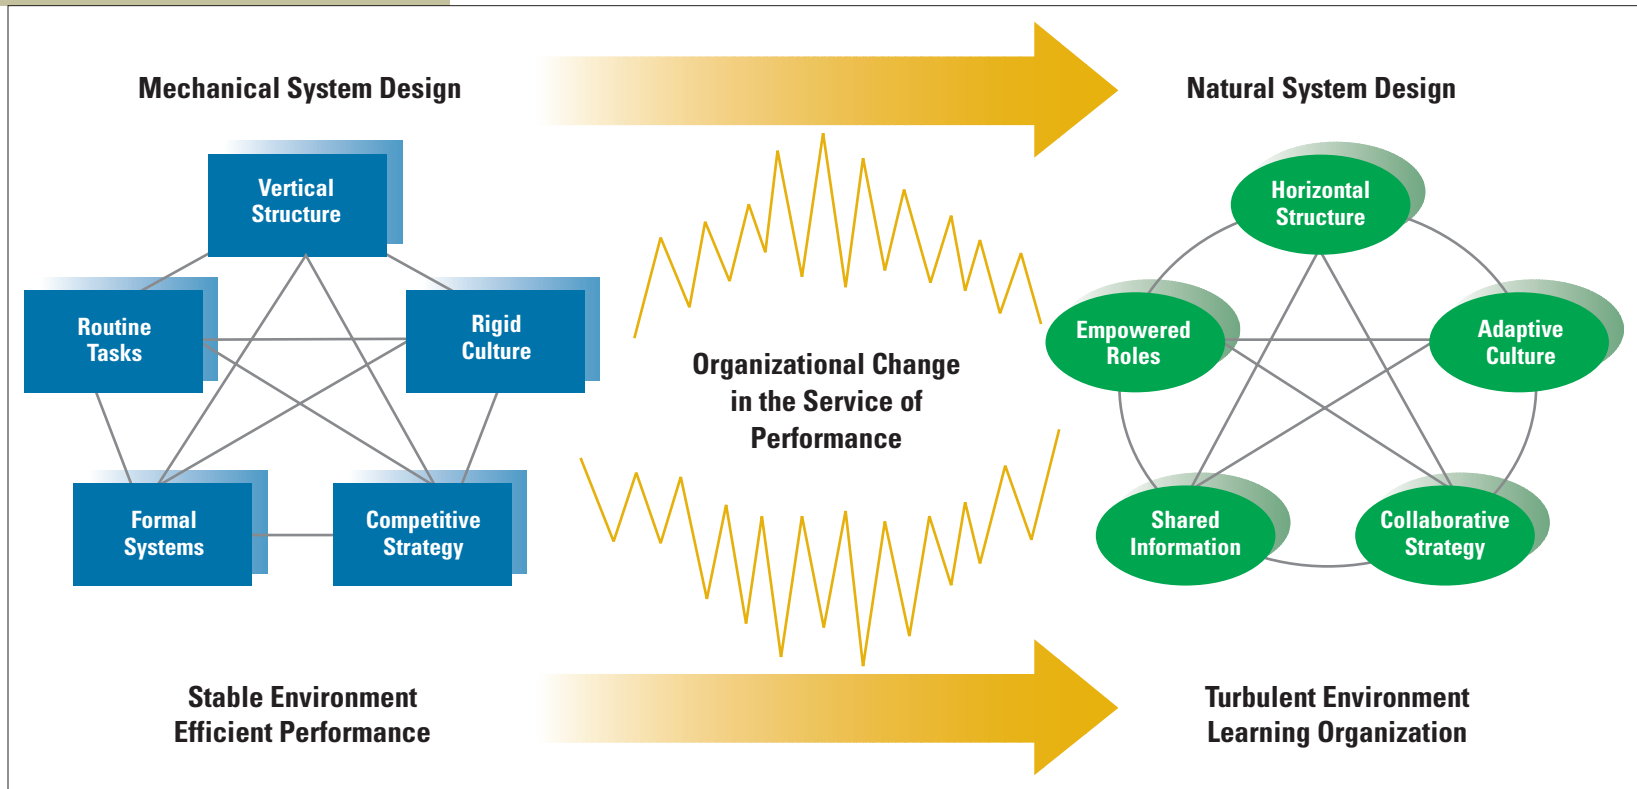 Mechanical System Design
Natural System Design
Vertical
Structure
Routine
Tasks
Rigid
Culture
Formal
Systems
Competitive
Strategy
Organizational Change
in the Service of
Performance
Horizontal
Structure
Empowered
Roles
Adaptive
Culture
Shared
Information
Collaborative
Strategy
Stable Environment
Efficient Performance
Turbulent Environment
Learning Organization